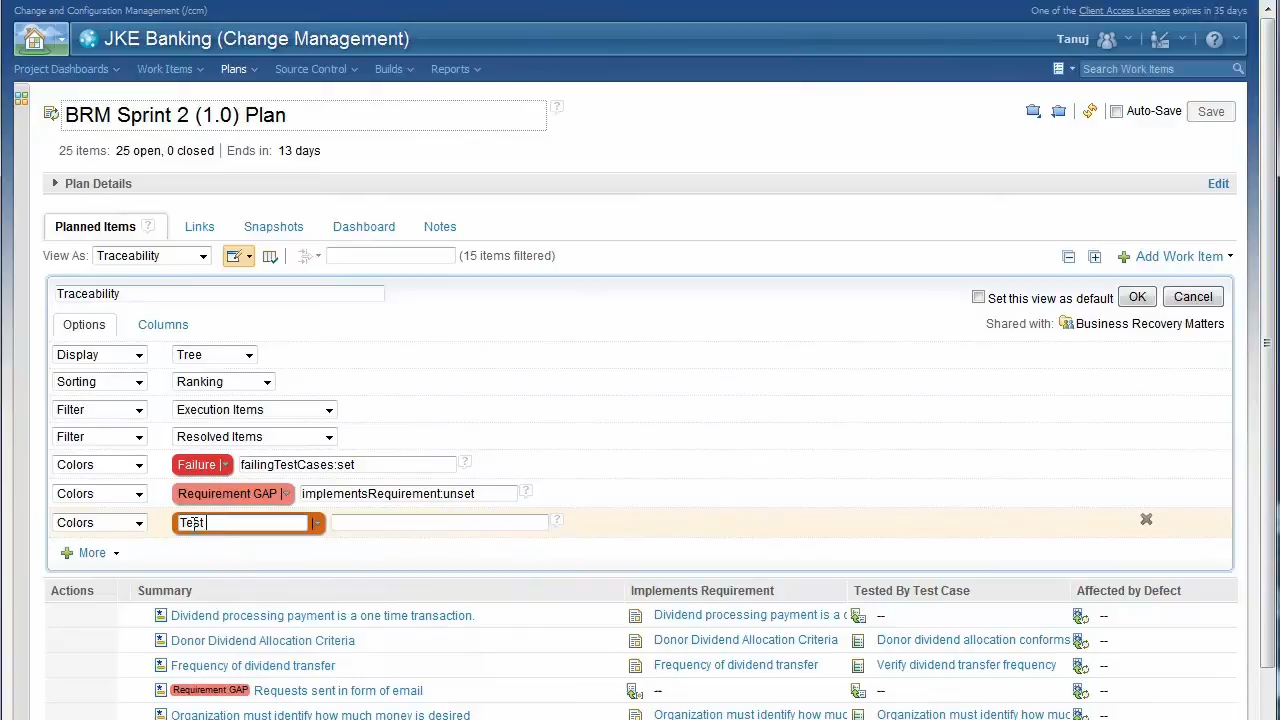 Change and Configuration Management (/ccm)
One of the Client Access Licenses expires in 35 days
JKE Banking (Change Management)
Tanuj
Project Dashboards Work Items Plans Source Control Builds Reports
Search Work Items
BRM Sprint 2 (1.0) Plan ?
Auto-Save Save
25 items: 25 open, 0 closed | Ends in: 13 days
Plan Details Edit
Planned Items ? Links Snapshots Dashboard Notes
View As: Traceability (15 items filtered) Add Work Item
Traceability Set this view as default OK Cancel
Options Columns Shared with: Business Recovery Matters
Display Tree
Sorting Ranking
Filter Execution Items
Filter Resolved Items
Colors Failure failingTestCases:set ?
Colors Requirement GAP implementsRequirement:unset ?
Colors Test ?
More
Actions Summary Implements Requirement Tested By Test Case Affected by Defect
Dividend processing payment is a one time transaction. Dividend processing payment is a c -- --
Donor Dividend Allocation Criteria Donor Dividend Allocation Criteria Donor dividend allocation conforms --
Frequency of dividend transfer Frequency of dividend transfer Verify dividend transfer frequency --
Requirement GAP Requests sent in form of email -- -- --
Organization must identify how much money is desired Organization must identify how muc Organization must identify how muc --